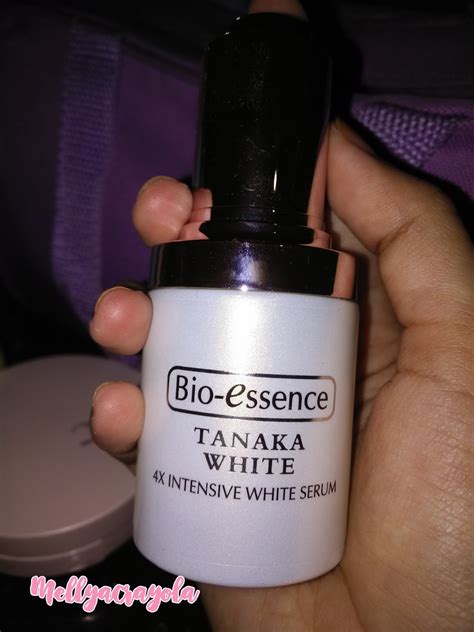 Bio-essence
TANAKA
WHITE
4X INTENSIVE WHITE SERUM
Mellyacrayola